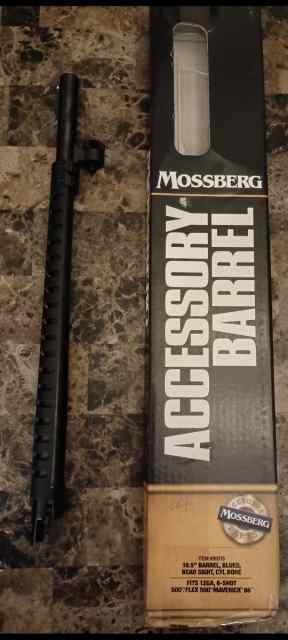 MOSSBERG
ACCESSORY
BARREL
MOSSBERG
18.5" BARREL, BLUED,
BEAD SIGHT, CYL BORE
FITS 12GA, 6-SHOT